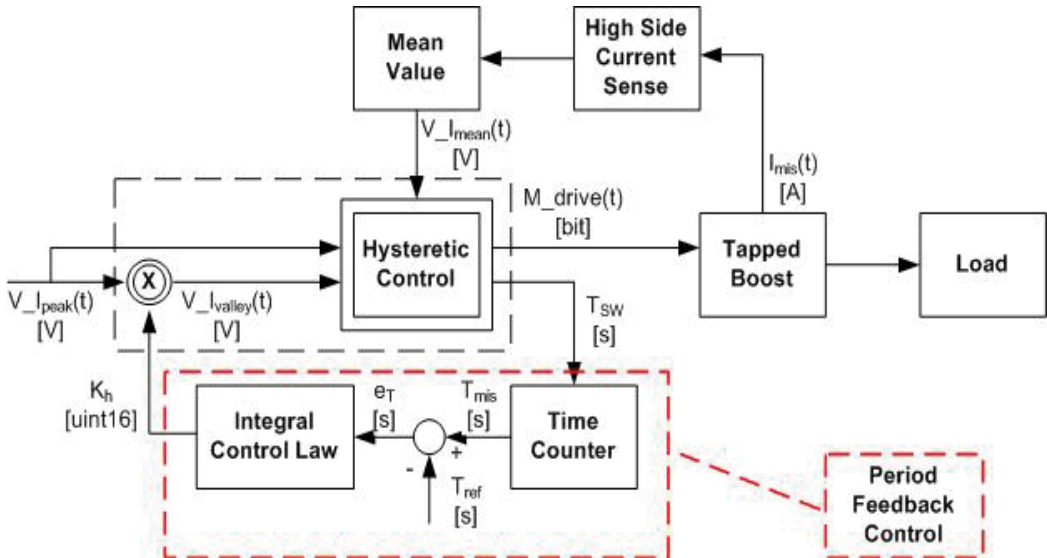 Mean
Value
High Side
Current
Sense
V_Imean(t)
[V]
Imis(t)
[A]
M_drive(t)
[bit]
Hysteretic
Control
Tapped
Boost
Load
X
V_Ipeak(t)
[V]
V_Ivalley(t)
[V]
TSW
[s]
Kh
[uint16]
Integral
Control Law
eT
[s]
Tmis
[s]
+
-
Tref
[s]
Time
Counter
Period
Feedback
Control